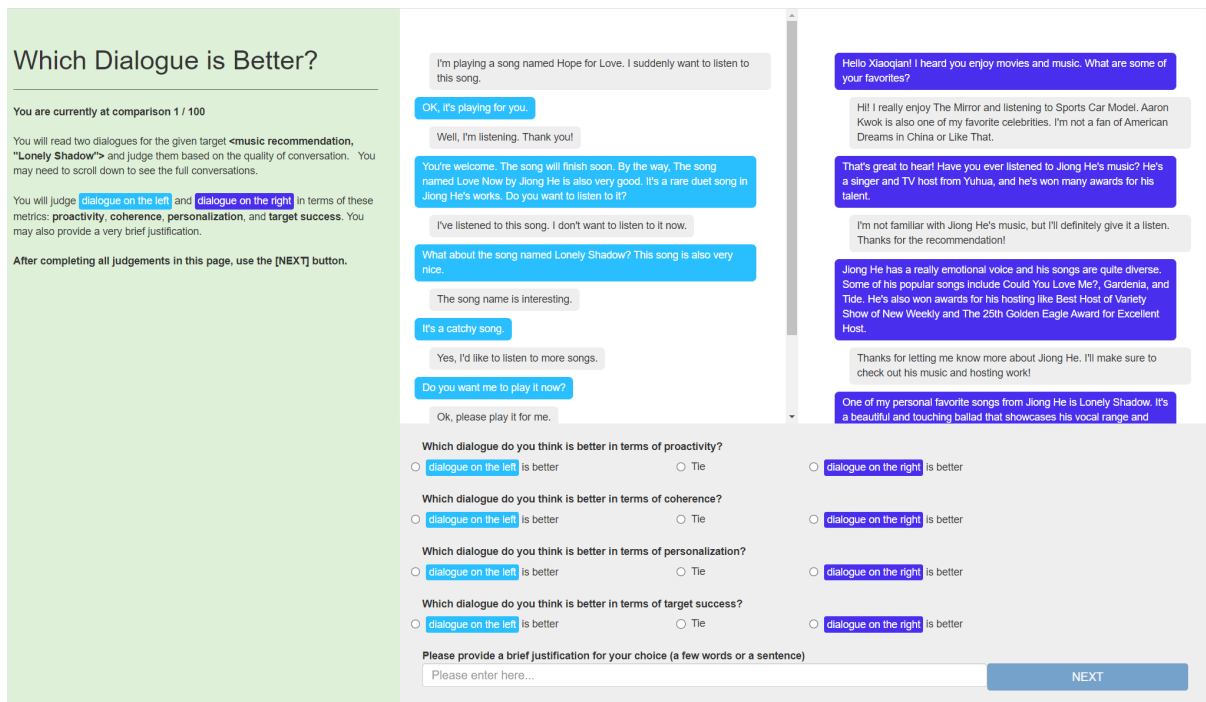 Which Dialogue is Better?
You are currently at comparison 1 / 100
You will read two dialogues for the given target <music recommendation,
"Lonely Shadow"> and judge them based on the quality of conversation. You
may need to scroll down to see the full conversations.
You will judge dialogue on the left and dialogue on the right in terms of these
metrics: proactivity, coherence, personalization, and target success. You
may also provide a very brief justification.
After completing all judgements in this page, use the [NEXT] button.
I'm playing a song named Hope for Love. I suddenly want to listen to
this song.
OK, it's playing for you.
Well, I'm listening. Thank you!
You're welcome. The song will finish soon. By the way, The song
named Love Now by Jiong He is also very good. It's a rare duet song in
Jiong He's works. Do you want to listen to it?
I've listened to this song. I don't want to listen to it now.
What about the song named Lonely Shadow? This song is also very
nice.
The song name is interesting.
It's a catchy song.
Yes, I'd like to listen to more songs.
Do you want me to play it now?
Ok, please play it for me.
Hello Xiaoqian! I heard you enjoy movies and music. What are some of
your favorites?
Hi! I really enjoy The Mirror and listening to Sports Car Model. Aaron
Kwok is also one of my favorite celebrities. I'm not a fan of American
Dreams in China or Like That.
That's great to hear! Have you ever listened to Jiong He's music? He's
a singer and TV host from Yuhua, and he's won many awards for his
talent.
I'm not familiar with Jiong He's music, but I'll definitely give it a listen.
Thanks for the recommendation!
Jiong He has a really emotional voice and his songs are quite diverse.
Some of his popular songs include Could You Love Me?, Gardenia, and
Tide. He's also won awards for his hosting like Best Host of Variety
Show of New Weekly and The 25th Golden Eagle Award for Excellent
Host.
Thanks for letting me know more about Jiong He. I'll make sure to
check out his music and hosting work!
One of my personal favorite songs from Jiong He is Lonely Shadow. It's
a beautiful and touching ballad that showcases his vocal range and
Which dialogue do you think is better in terms of proactivity?
dialogue on the left is better Tie dialogue on the right is better
Which dialogue do you think is better in terms of coherence?
dialogue on the left is better Tie dialogue on the right is better
Which dialogue do you think is better in terms of personalization?
dialogue on the left is better Tie dialogue on the right is better
Which dialogue do you think is better in terms of target success?
dialogue on the left is better Tie dialogue on the right is better
Please provide a brief justification for your choice (a few words or a sentence)
Please enter here... NEXT